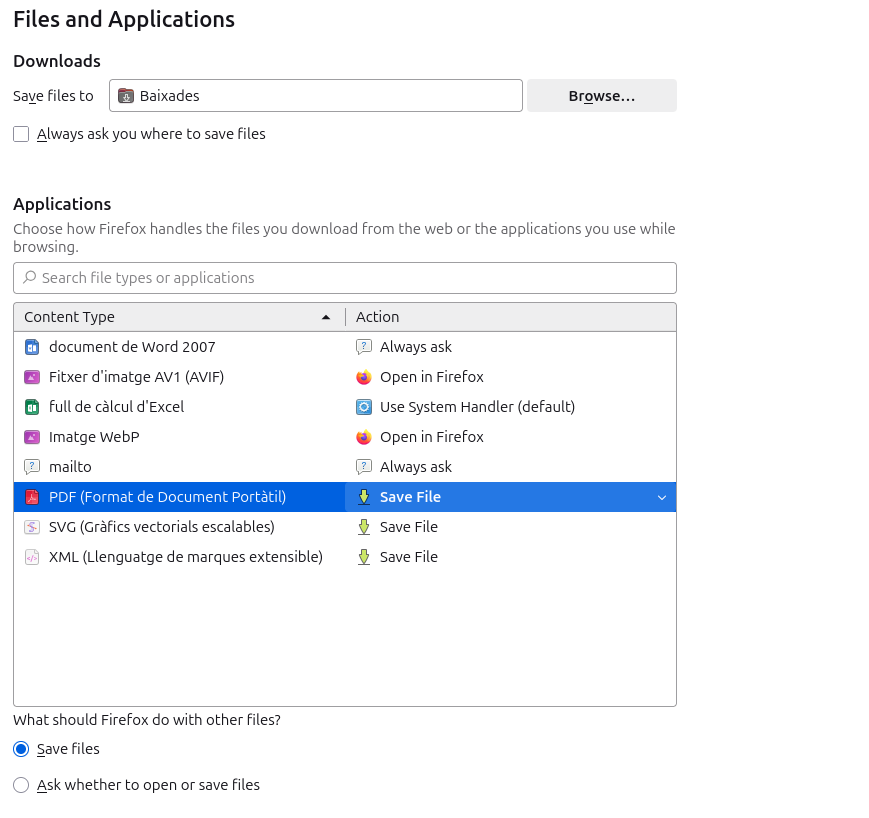 Files and Applications
Downloads
Save files to
Baixades
Browse…
Always ask you where to save files
Applications
Choose how Firefox handles the files you download from the web or the applications you use while
browsing.
Search file types or applications
Content Type
Action
document de Word 2007
Always ask
Fitxer d'imatge AV1 (AVIF)
Open in Firefox
full de càlcul d'Excel
Use System Handler (default)
Imatge WebP
Open in Firefox
mailto
Always ask
PDF (Format de Document Portàtil)
Save File
SVG (Gràfics vectorials escalables)
Save File
XML (Llenguatge de marques extensible)
Save File
What should Firefox do with other files?
Save files
Ask whether to open or save files